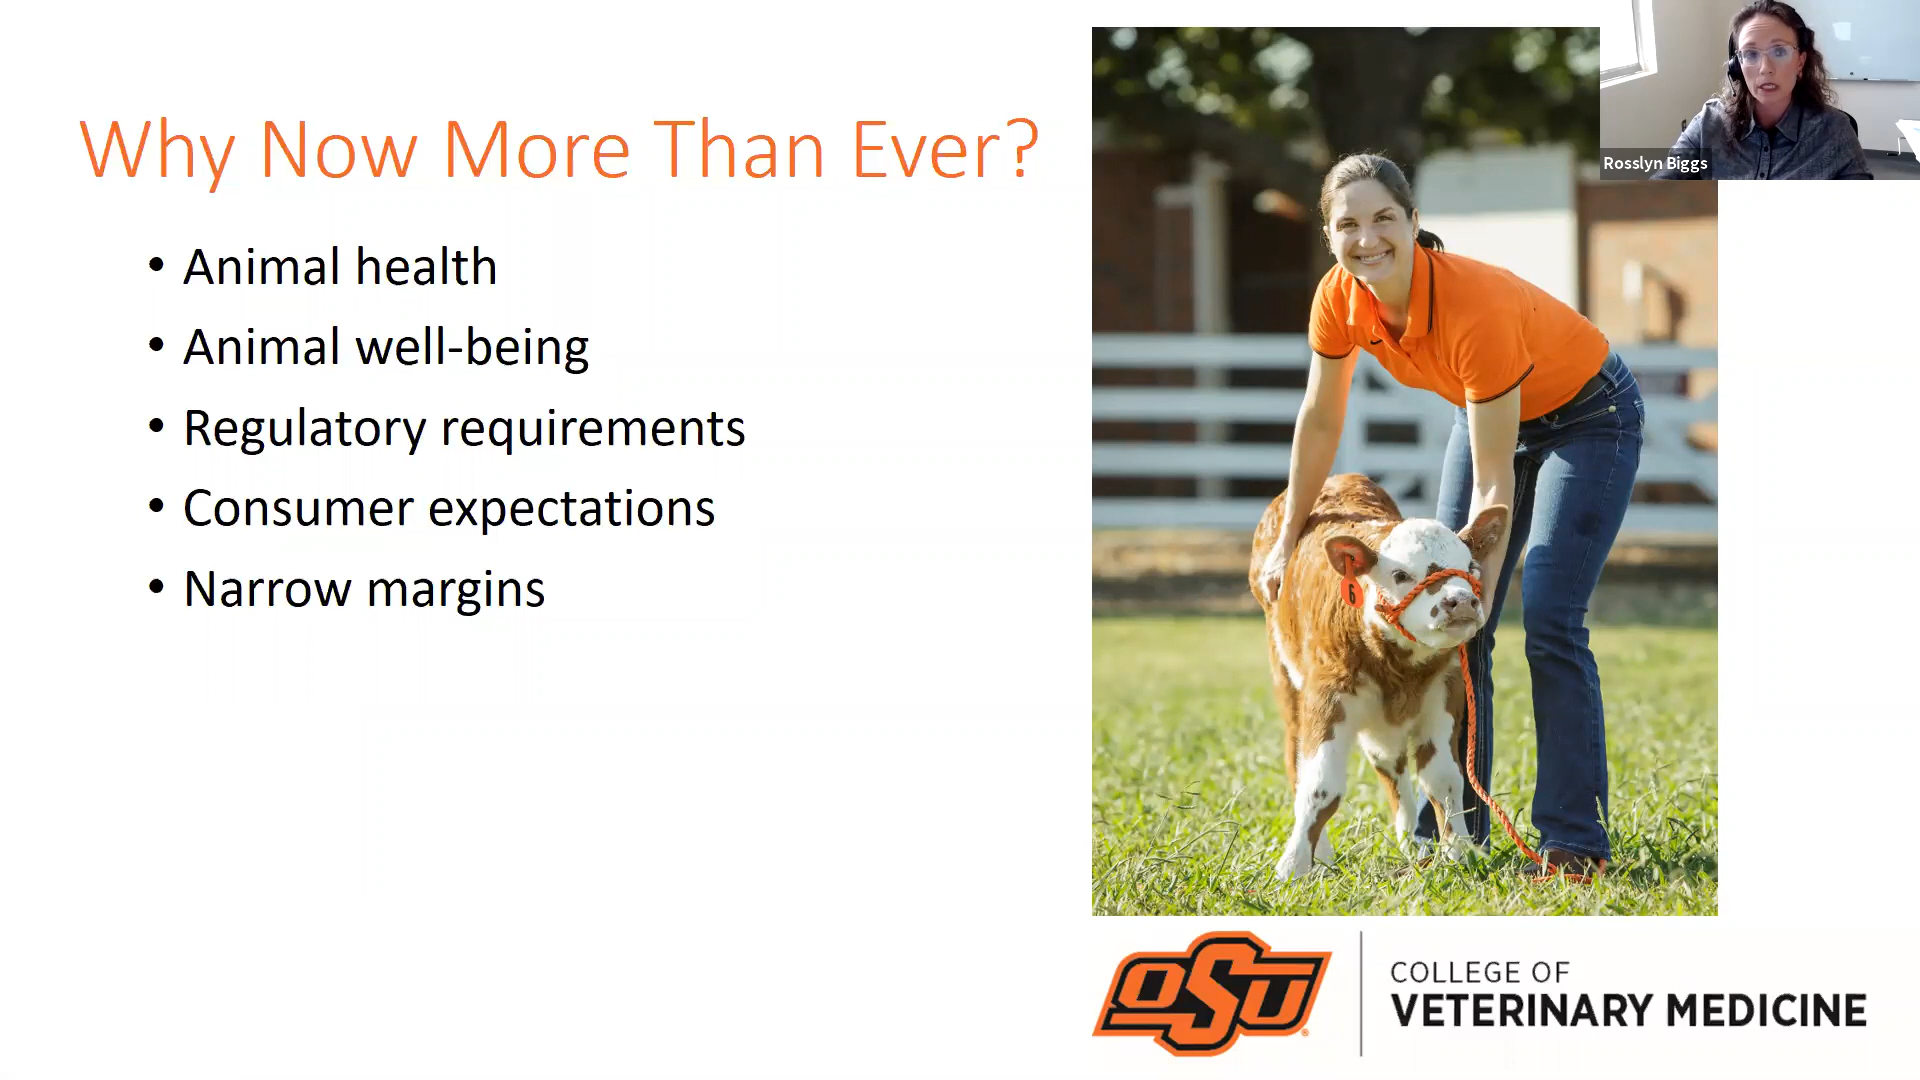 Why Now More Than Ever?
• Animal health
• Animal well-being
• Regulatory requirements
• Consumer expectations
• Narrow margins
Rosslyn Biggs
6
OSU
COLLEGE OF
VETERINARY MEDICINE